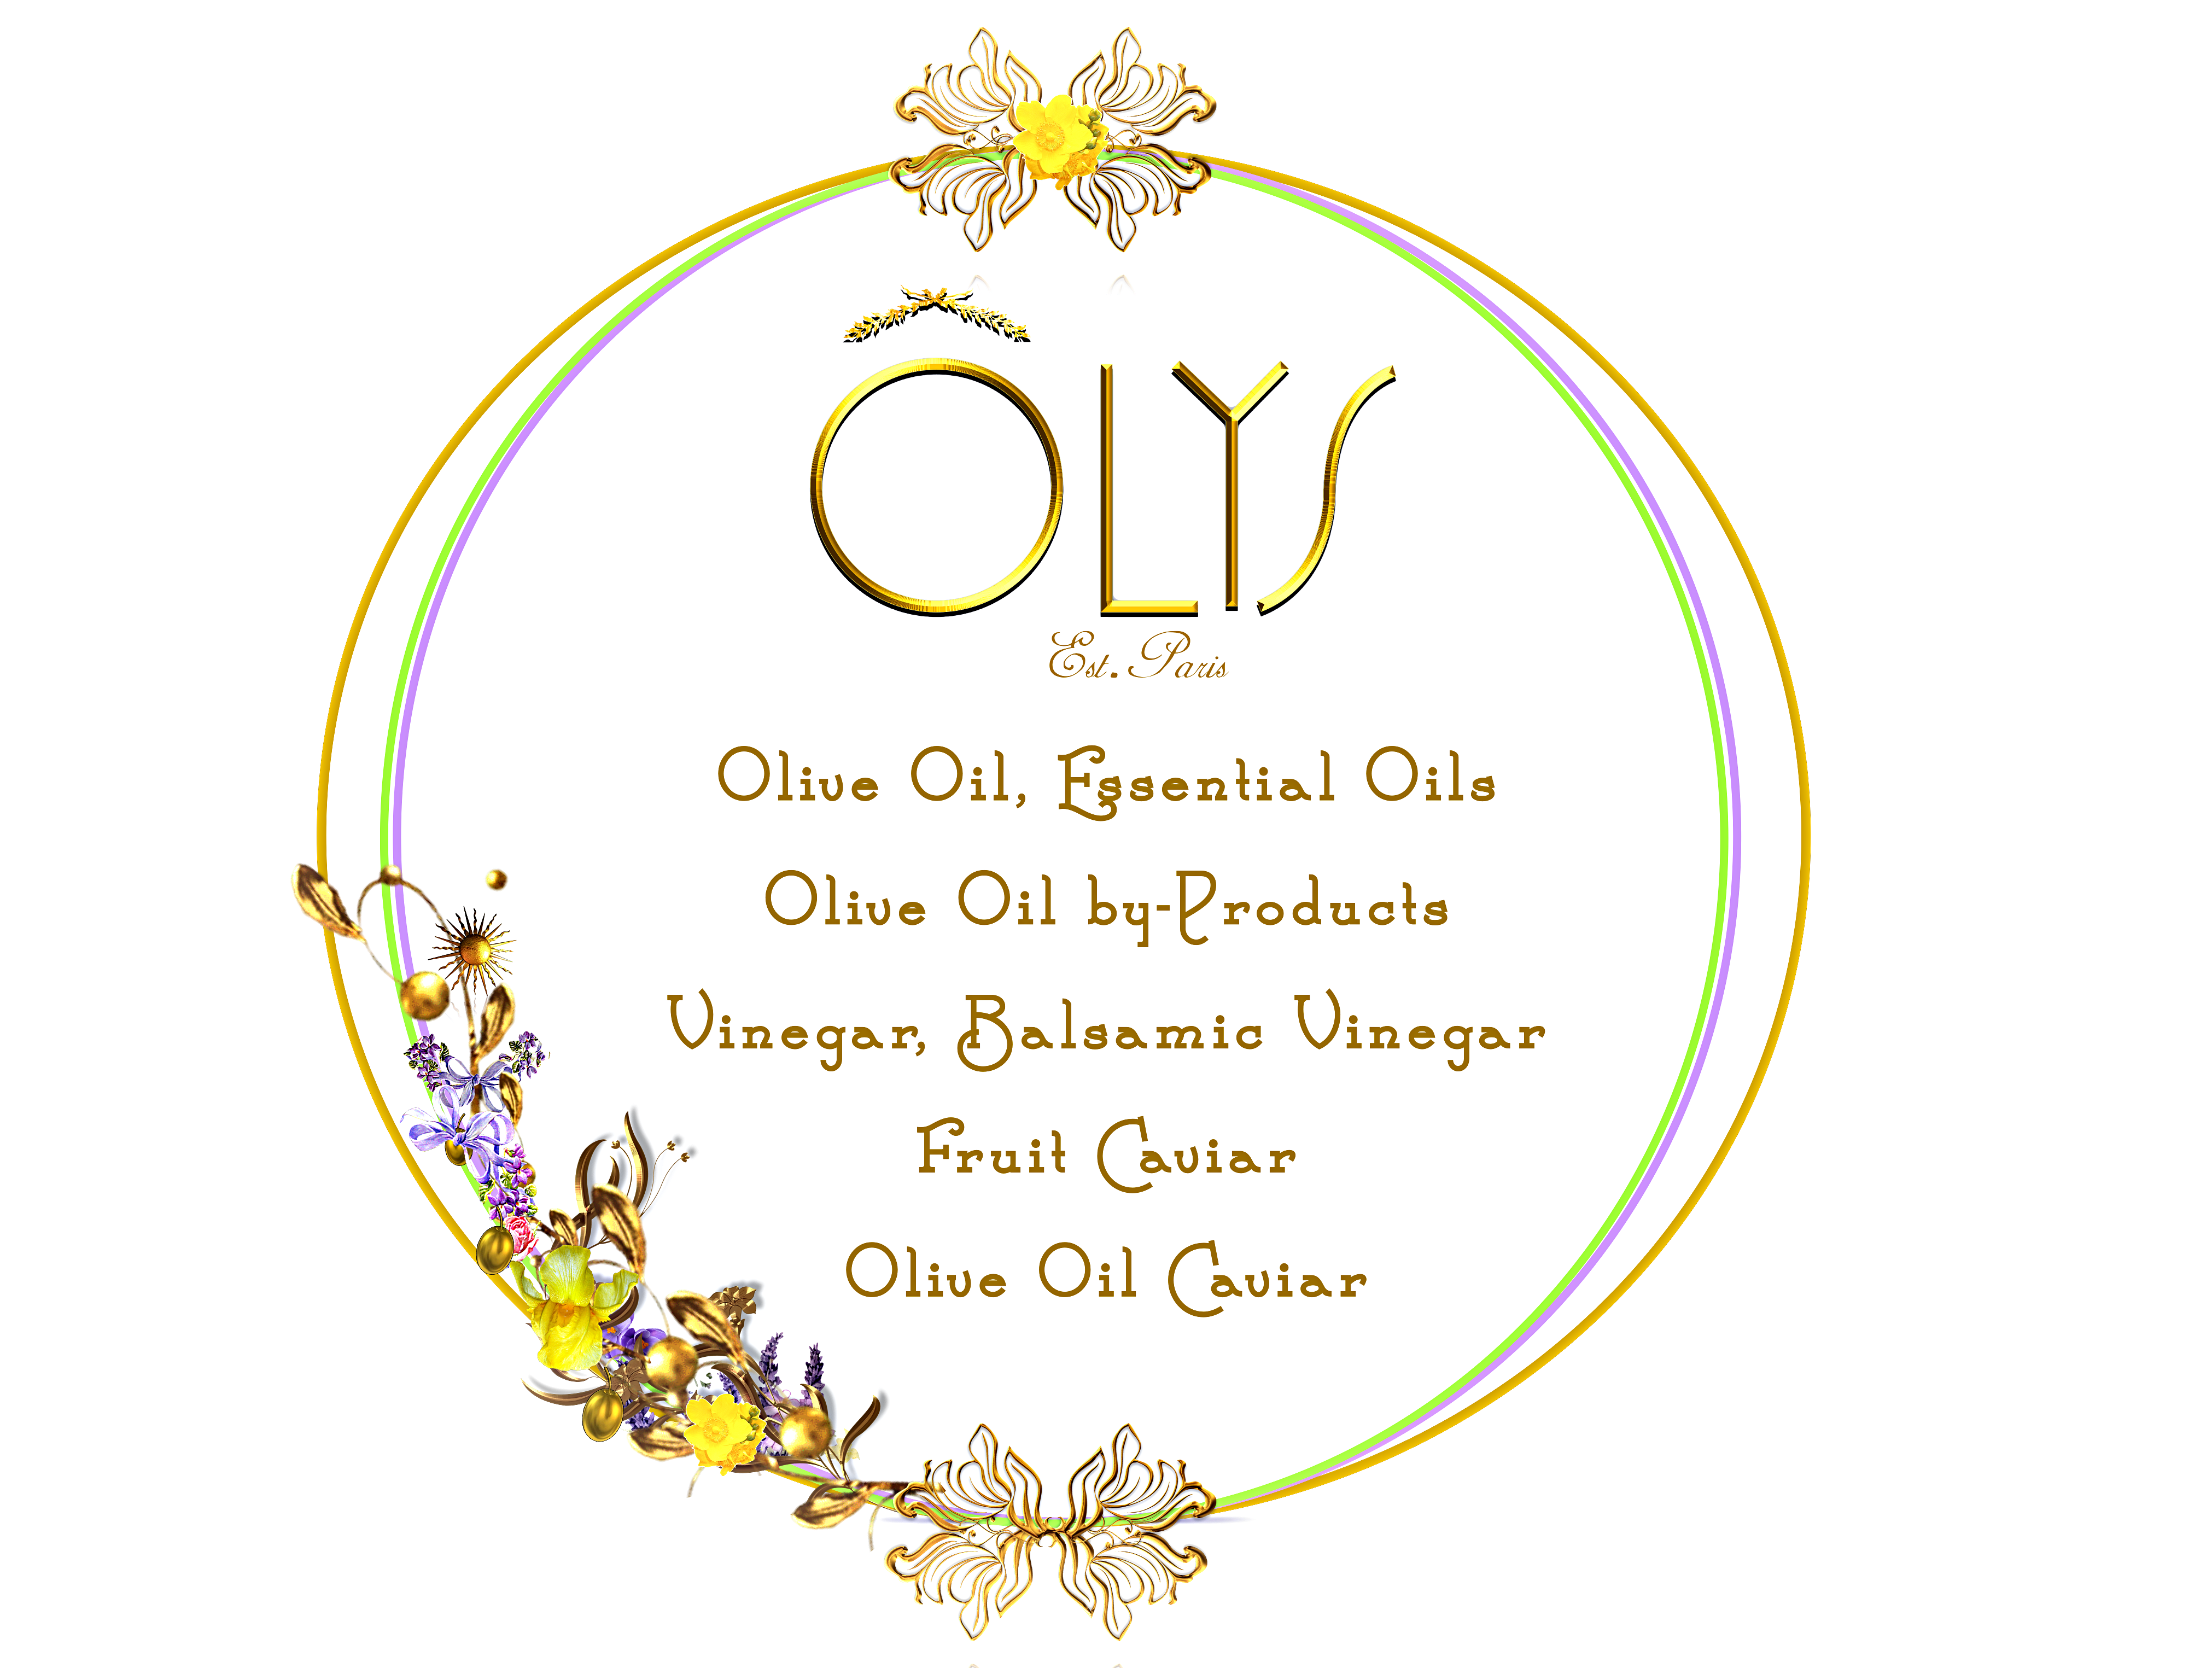 ÔLYS
Est. Paris
Olive Oil, Essential Oils
Olive Oil by-Products
Vinegar, Balsamic Vinegar
Fruit Caviar
Olive Oil Caviar